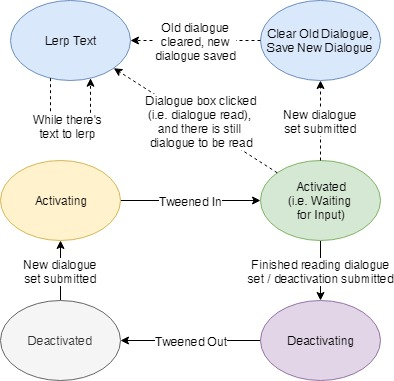 Lerp Text
Old dialogue
cleared, new
dialogue saved
Clear Old Dialogue,
Save New Dialogue
While there's
text to lerp
Dialogue box clicked
(i.e. dialogue read),
and there is still
dialogue to be read
New dialogue
set submitted
Activating
Tweened In
Activated
(i.e. Waiting
for Input)
New dialogue
set submitted
Finished reading dialogue
set / deactivation submitted
Deactivated
Tweened Out
Deactivating